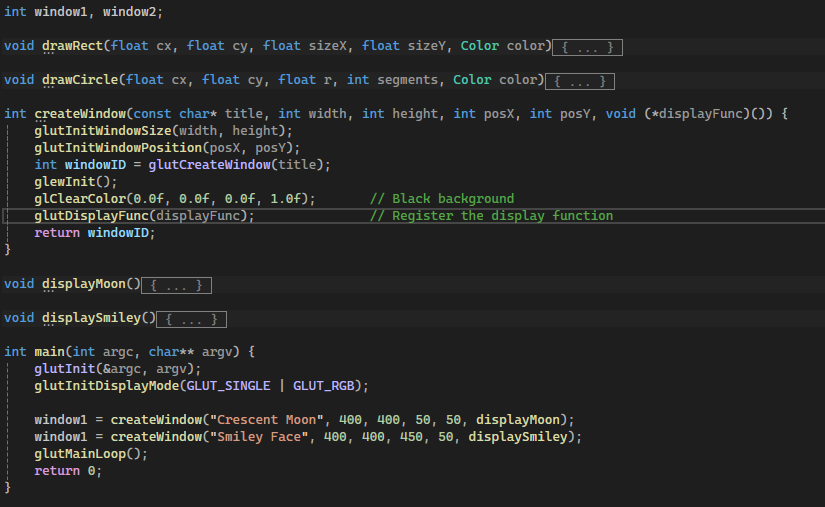 int window1, window2;
void drawRect(float cx, float cy, float sizeX, float sizeY, Color color){ ... }
void drawCircle(float cx, float cy, float r, int segments, Color color){ ... }
int createWindow(const char* title, int width, int height, int posX, int posY, void (*displayFunc)()) {
    glutInitWindowSize(width, height);
    glutInitWindowPosition(posX, posY);
    int windowID = glutCreateWindow(title);
    glewInit();
    glClearColor(0.0f, 0.0f, 0.0f, 1.0f);       // Black background
    glutDisplayFunc(displayFunc);               // Register the display function
    return windowID;
}
void displayMoon(){ ... }
void displaySmiley(){ ... }
int main(int argc, char** argv) {
    glutInit(&argc, argv);
    glutInitDisplayMode(GLUT_SINGLE | GLUT_RGB);
    window1 = createWindow("Crescent Moon", 400, 400, 50, 50, displayMoon);
    window1 = createWindow("Smiley Face", 400, 400, 450, 50, displaySmiley);
    glutMainLoop();
    return 0;
}